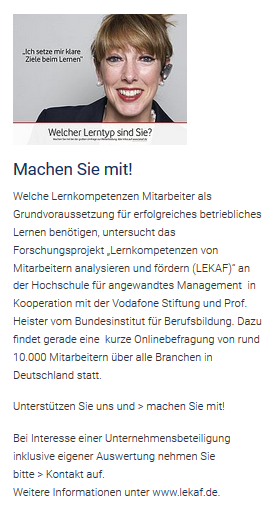 „Ich setze mir klare
Ziele beim Lernen"
Welcher Lerntyp sind Sie?
Machen Sie mit!
Welche Lernkompetenzen Mitarbeiter als
Grundvoraussetzung für erfolgreiches betriebliches
Lernen benötigen, untersucht das
Forschungsprojekt „Lernkompetenzen von
Mitarbeitern analysieren und fördern (LEKAF)“ an
der Hochschule für angewandtes Management in
Kooperation mit der Vodafone Stiftung und Prof.
Heister vom Bundesinstitut für Berufsbildung. Dazu
findet gerade eine kurze Onlinebefragung von rund
10.000 Mitarbeitern über alle Branchen in
Deutschland statt.
Unterstützen Sie uns und > machen Sie mit!
Bei Interesse einer Unternehmensbeteiligung
inklusive eigener Auswertung nehmen Sie
bitte > Kontakt auf.
Weitere Informationen unter www.lekaf.de.